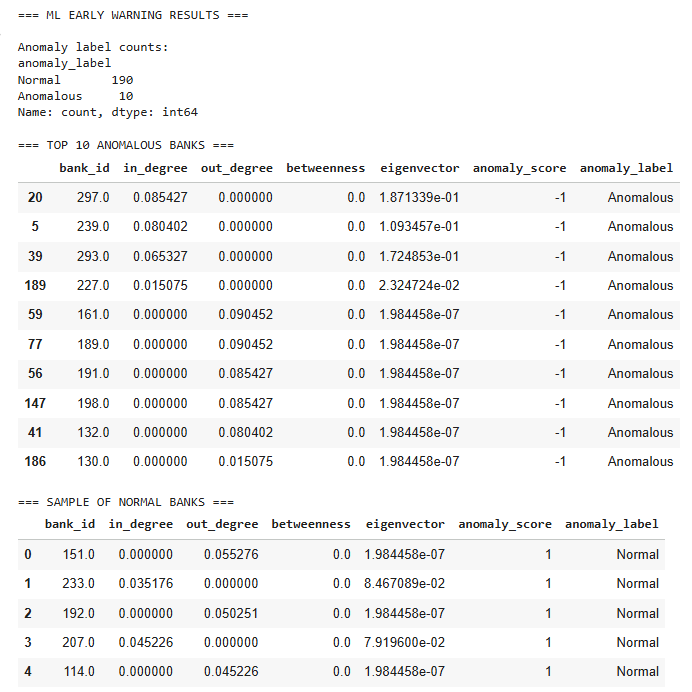 === ML EARLY WARNING RESULTS ===
Anomaly label counts:
anomaly_label
Normal 190
Anomalous 10
Name: count, dtype: int64
=== TOP 10 ANOMALOUS BANKS ===
bank_id in_degree out_degree betweenness eigenvector anomaly_score anomaly_label
20 297.0 0.085427 0.000000 0.0 1.871339e-01 -1 Anomalous
5 239.0 0.080402 0.000000 0.0 1.093457e-01 -1 Anomalous
39 293.0 0.065327 0.000000 0.0 1.724853e-01 -1 Anomalous
189 227.0 0.015075 0.000000 0.0 2.324724e-02 -1 Anomalous
59 161.0 0.000000 0.090452 0.0 1.984458e-07 -1 Anomalous
77 189.0 0.000000 0.090452 0.0 1.984458e-07 -1 Anomalous
56 191.0 0.000000 0.085427 0.0 1.984458e-07 -1 Anomalous
147 198.0 0.000000 0.085427 0.0 1.984458e-07 -1 Anomalous
41 132.0 0.000000 0.080402 0.0 1.984458e-07 -1 Anomalous
186 130.0 0.000000 0.015075 0.0 1.984458e-07 -1 Anomalous
=== SAMPLE OF NORMAL BANKS ===
bank_id in_degree out_degree betweenness eigenvector anomaly_score anomaly_label
0 151.0 0.000000 0.055276 0.0 1.984458e-07 1 Normal
1 233.0 0.035176 0.000000 0.0 8.467089e-02 1 Normal
2 192.0 0.000000 0.050251 0.0 1.984458e-07 1 Normal
3 207.0 0.045226 0.000000 0.0 7.919600e-02 1 Normal
4 114.0 0.000000 0.045226 0.0 1.984458e-07 1 Normal